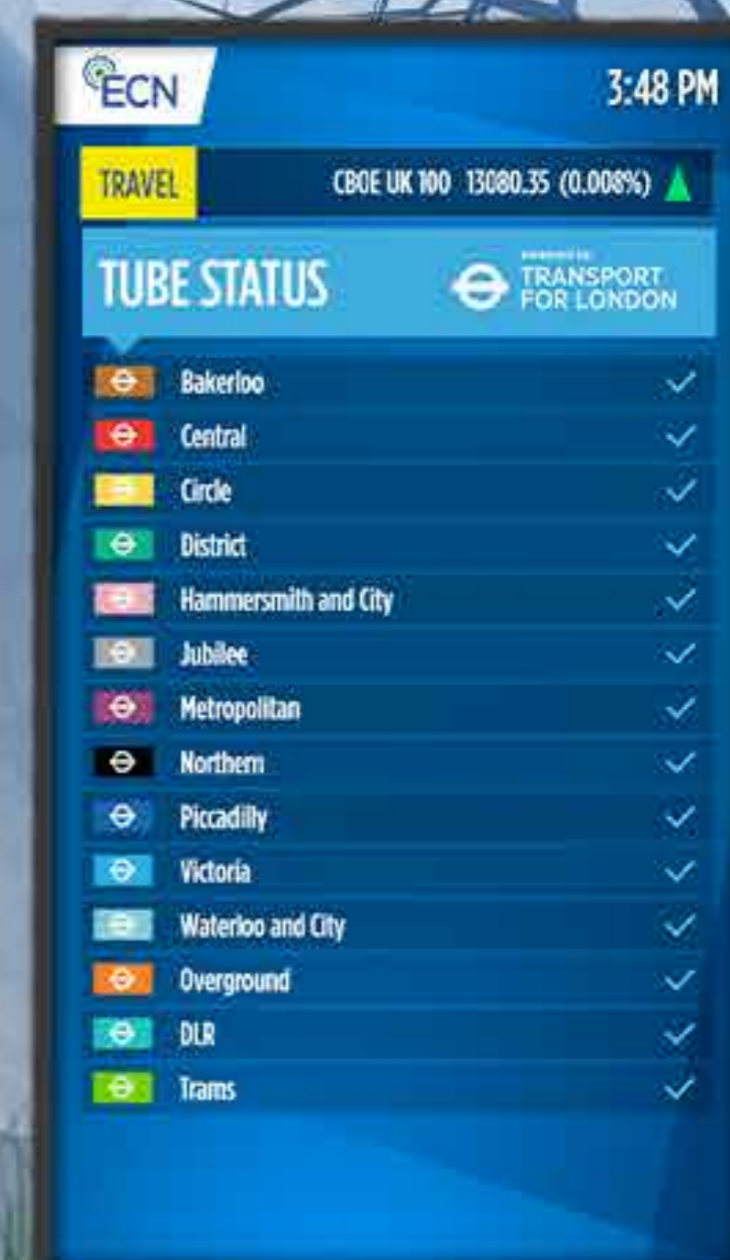 ECN
3:48 PM
TRAVEL
CBOE UK 100 13080.35 (0.008%)
TUBE STATUS
TRANSPORT
FOR LONDON
Bakerloo
Central
Circle
District
Hammersmith and City
Jubilee
Metropolitan
Northern
Piccadilly
Victoria
Waterloo and City
Overground
DLR
Trams